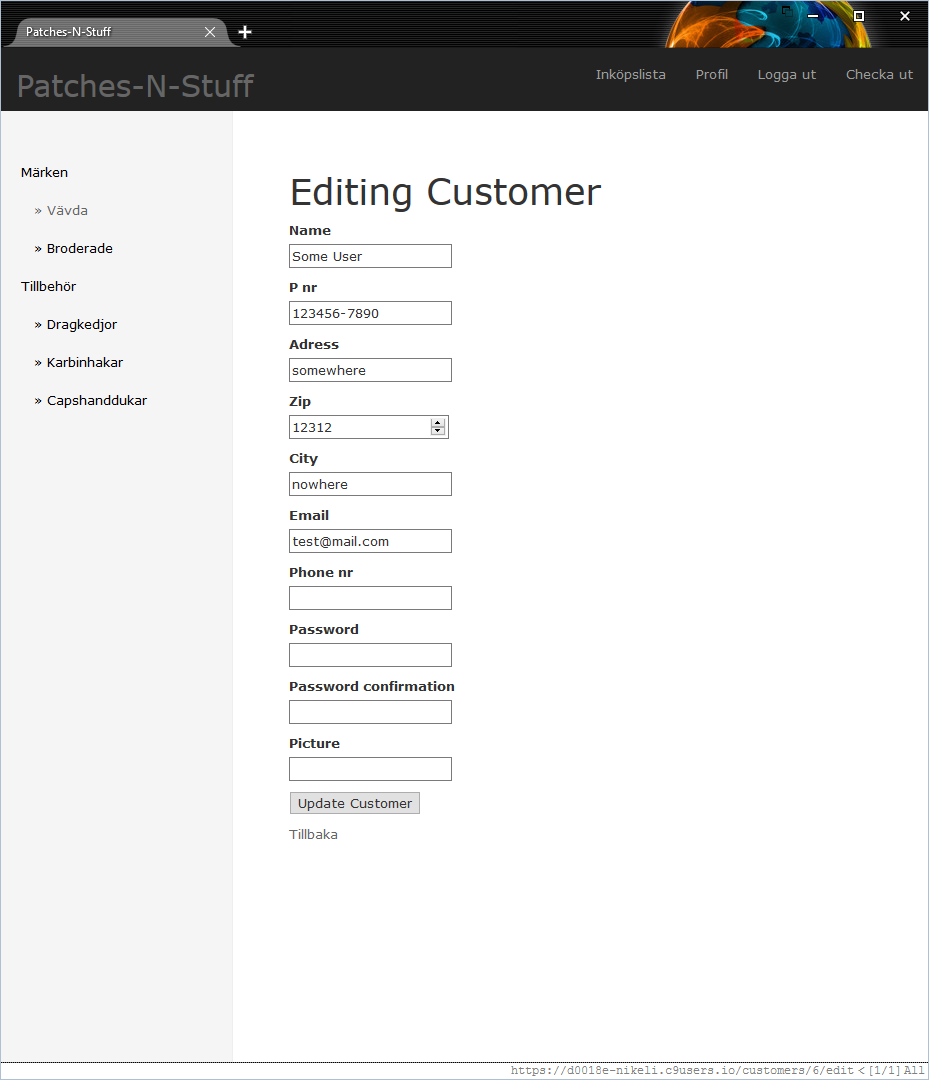 Patches-N-Stuff
Patches-N-Stuff
Inköpslista Profil Logga ut Checka ut
Märken
» Vävda
» Broderade
Tillbehör
» Dragkedjor
» Karbinhakar
» Capshanddukar
Editing Customer
Name
Some User
P nr
123456-7890
Adress
somewhere
Zip
12312
City
nowhere
Email
test@mail.com
Phone nr
Password
Password confirmation
Picture
Update Customer
Tillbaka
https://d0018e-nikeli.c9users.io/customers/6/edit < [1/1] All